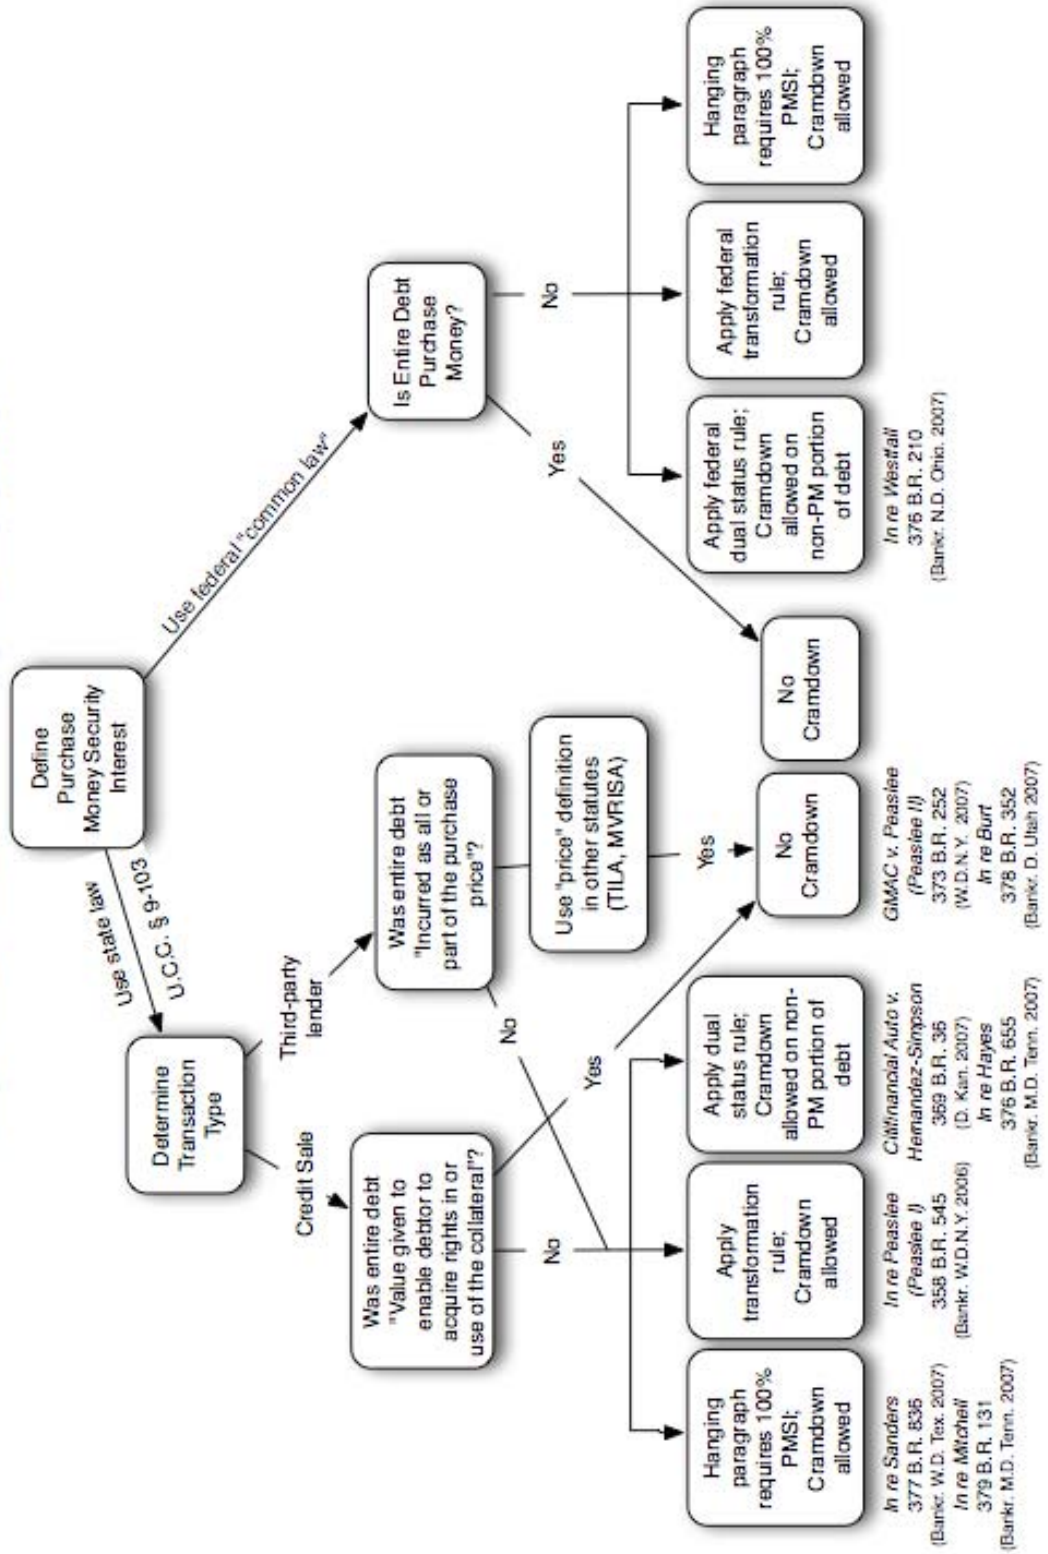 Define
Purchase
Money Security
Interest
Use state law
U.C.C. § 9-103
Use federal "common law"
Determine
Transaction
Type
Is Entire Debt
Purchase
Money?
Credit Sale
Third-party
lender
Was entire debt
"Value given to
enable debtor to
acquire rights in or
use of the collateral"?
Was entire debt
"Incurred as all or
part of the purchase
price"?
Use "price" definition
in other statutes
(TILA, MVRISA)
No
No
Yes
Yes
Yes
No
Hanging
paragraph
requires 100%
PMSI;
Cramdown
allowed
Apply
transformation
rule;
Cramdown
allowed
Apply dual
status rule;
Cramdown
allowed on non-
PM portion of
debt
No
Cramdown
No
Cramdown
Apply federal
dual status rule;
Cramdown
allowed on
non-PM portion
of debt
Apply federal
transformation
rule;
Cramdown
allowed
Hanging
paragraph
requires 100%
PMSI;
Cramdown
allowed
In re Sanders
377 B.R. 836
(Bankr. W.D. Tex. 2007)
In re Mitchell
379 B.R. 131
(Bankr. M.D. Tenn. 2007)
In re Peaslee
(Peaslee I)
358 B.R. 545
(Bankr. W.D.N.Y. 2006)
Citifinancial Auto v.
Hernandez-Simpson
369 B.R. 36
(D. Kan. 2007)
In re Hayes
376 B.R. 655
(Bankr. M.D. Tenn. 2007)
GMAC v. Peaslee
(Peaslee II)
373 B.R. 252
(W.D.N.Y. 2007)
In re Burt
378 B.R. 352
(Bankr. D. Utah 2007)
In re Westfall
376 B.R. 210
(Bankr. N.D. Ohio. 2007)